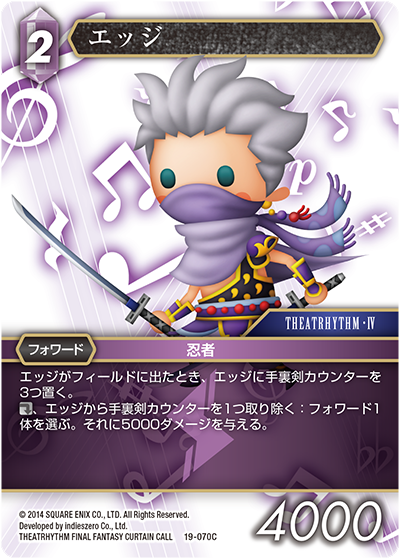 2
エッジ
p
THEATRHYTHM・IV
フォワード
忍者
エッジがフィールドに出たとき、エッジに手裏剣カウンターを
3つ置く。
、エッジから手裏剣カウンターを1つ取り除く：フォワード1
体を選ぶ。それに5000ダメージを与える。
© 2014 SQUARE ENIX CO., LTD. All Rights Reserved.
Developed by indieszero Co., Ltd.
THEATRHYTHM FINAL FANTASY CURTAIN CALL 19-070C
4000